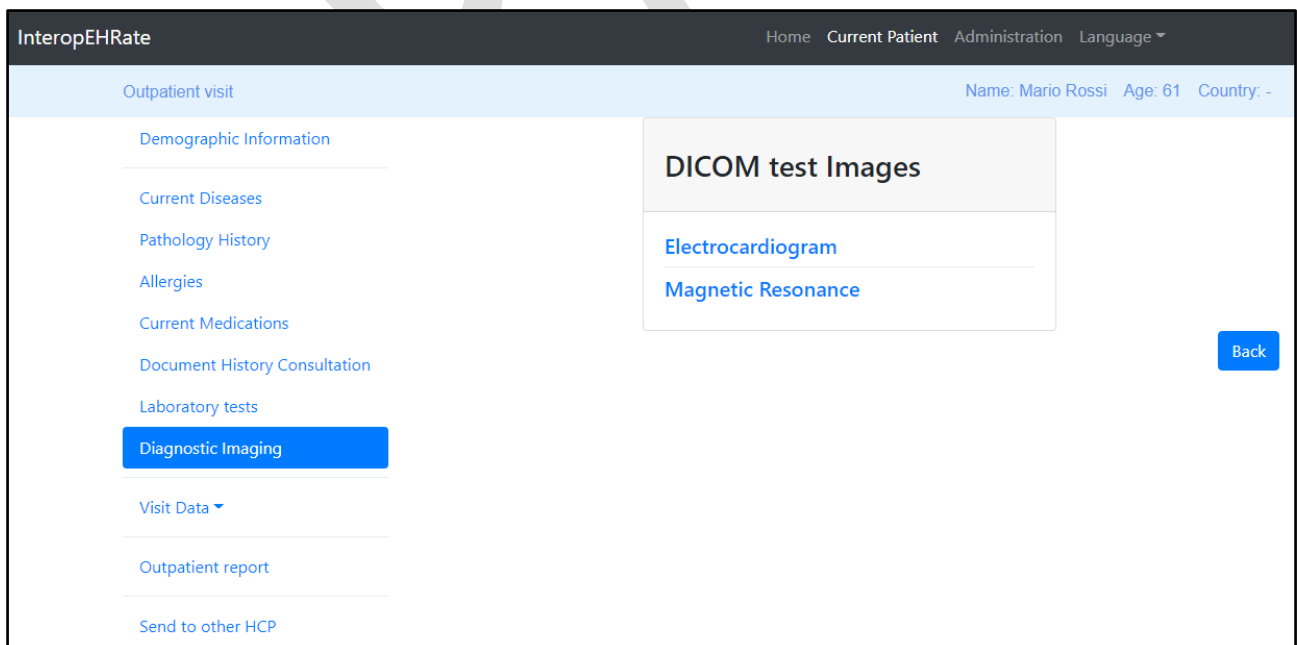 InteropEHRate Home Current Patient Administration Language
Outpatient visit Name: Mario Rossi Age: 61 Country: -
Demographic Information
Current Diseases
Pathology History
Allergies
Current Medications
Document History Consultation
Laboratory tests
Diagnostic Imaging
Visit Data
Outpatient report
Send to other HCP
DICOM test Images
Electrocardiogram
Magnetic Resonance
Back